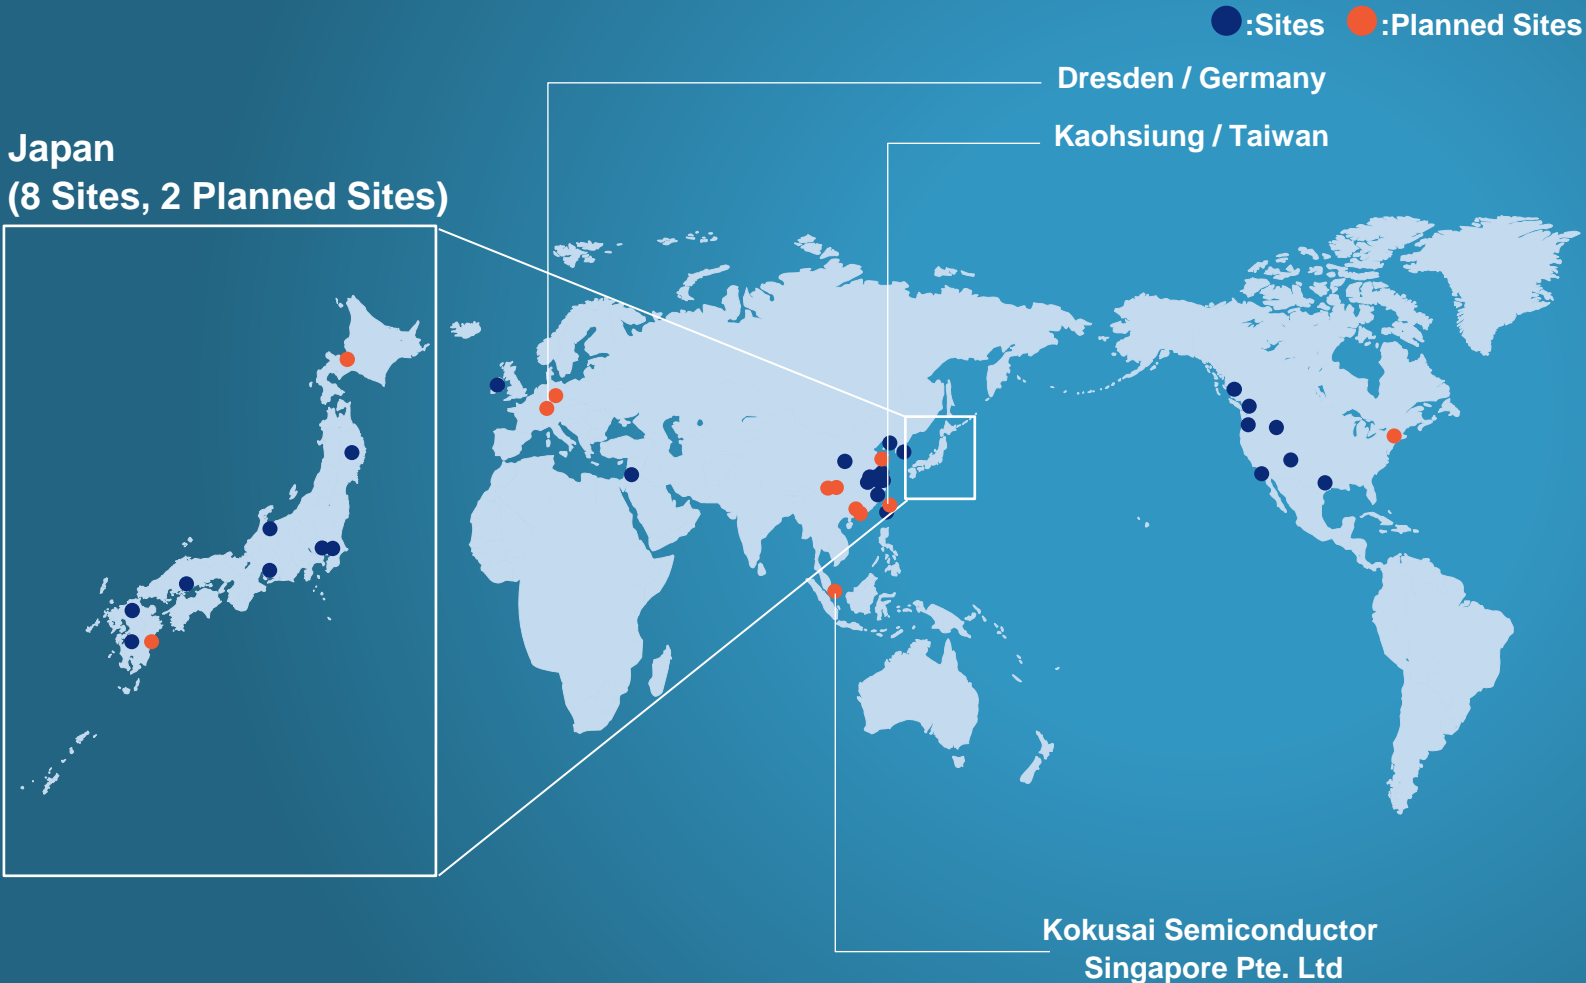 :Sites :Planned Sites
Dresden / Germany
Kaohsiung / Taiwan
Japan
(8 Sites, 2 Planned Sites)
Kokusai Semiconductor
Singapore Pte. Ltd